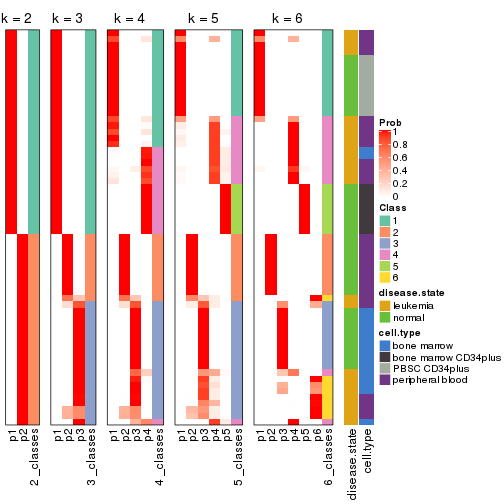 k = 2 k = 3 k = 4 k = 5 k = 6
Prob
1
0.8
0.6
0.4
0.2
0
Class
1
2
3
4
5
6
disease.state
leukemia
normal
cell.type
bone marrow
bone marrow CD34plus
PBSC CD34plus
peripheral blood
p1 p2 2_classes p1 p2 p3 3_classes p1 p2 p3 p4 4_classes p1 p2 p3 p4 p5 5_classes p1 p2 p3 p4 p5 p6 6_classes disease.state cell.type